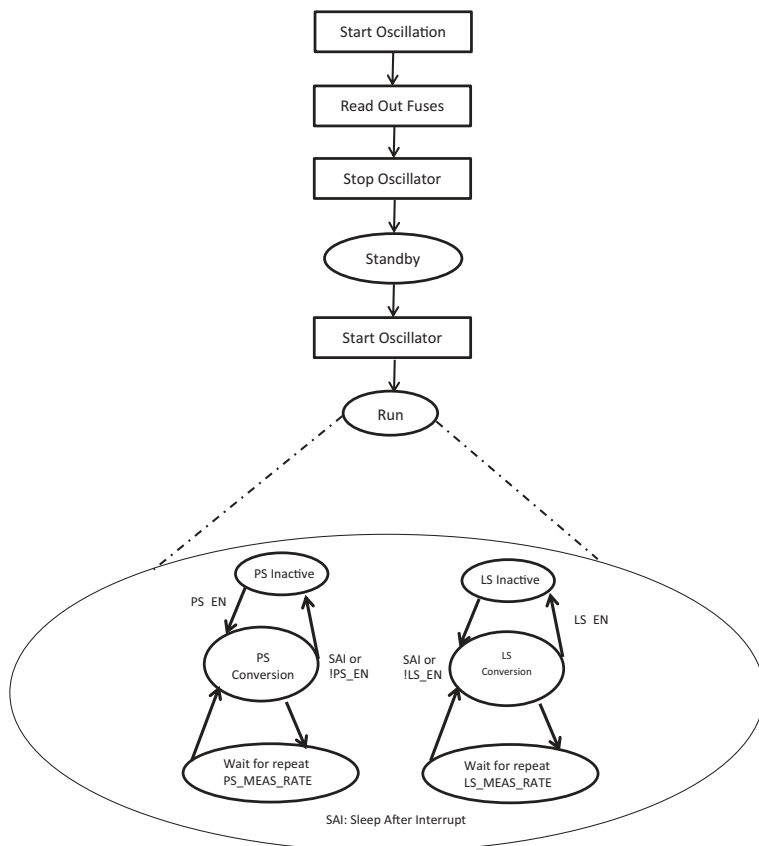 Start Oscillation
Read Out Fuses
Stop Oscillator
Standby
Start Oscillator
Run
PS Inactive
LS Inactive
PS EN
LS EN
PS
Conversion
SAI or
!PS_EN
SAI or
!LS_EN
LS
Conversion
Wait for repeat
PS_MEAS_RATE
Wait for repeat
LS_MEAS_RATE
SAI: Sleep After Interrupt